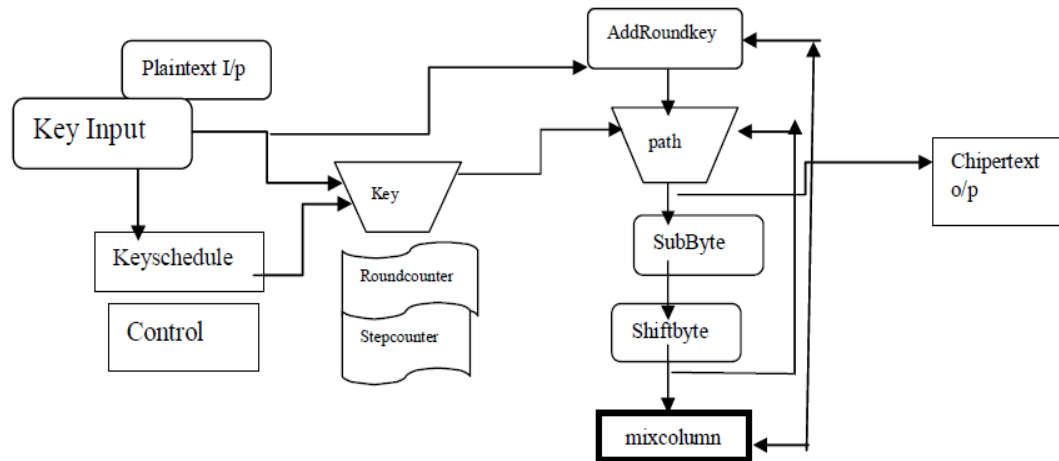 AddRoundkey
Plaintext I/p
Key Input
path
Chipertext
o/p
Key
SubByte
Keyschedule
Roundcounter
Control
Stepcounter
Shiftbyte
mixcolumn